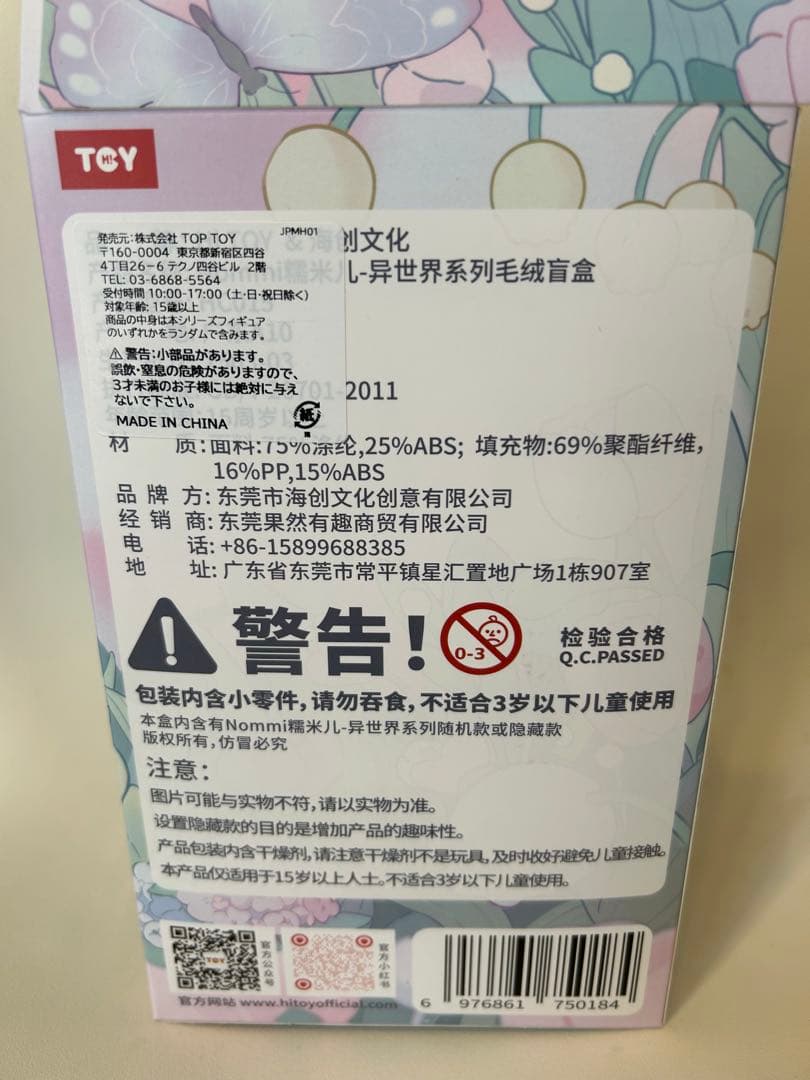 TOY
HI
発売元:株式会社 TOP TOY
JPMH01
〒160-0004 東京都新宿区四谷
4丁目26-6 テクノ四谷ビル 2階
TEL: 03-6868-5564
受付時間 10:00-17:00 (土・日・祝日除く)
対象年齢: 15歳以上
商品の中身は本シリーズフィギュア
のいずれかをランダムで含みます。
⚠警告:小部品があります。
誤飲・窒息の危険がありますので、
3才未満のお子様には絶対に与え
ないで下さい。
MADE IN CHINA
紙
创文化
儿-异世界系列毛绒盲盒
-2011
材 质:面料:75%涤纶,25%ABS; 填充物:69%聚酯纤维,
16%PP,15%ABS
品 牌 方:东莞市海创文化创意有限公司
经 销 商:东莞果然有趣商贸有限公司
电 话:+86-15899688385
地 址:广东省东莞市常平镇星汇置地广场1栋907室
警告!
0-3
检验合格
Q.C.PASSED
包装内含小零件,请勿吞食,不适合3岁以下儿童使用
本盒内含有Nommi糯米儿-异世界系列随机款或隐藏款
版权所有,仿冒必究
注意:
图片可能与实物不符,请以实物为准。
设置隐藏款的目的是增加产品的趣味性。
产品包装内含干燥剂,请注意干燥剂不是玩具,及时收好避免儿童接触。
本产品仅适用于15岁以上人士。不适合3岁以下儿童使用。
官方公众号
官方小红书
官方网站 www.hitoyofficial.com
6 976861 750184